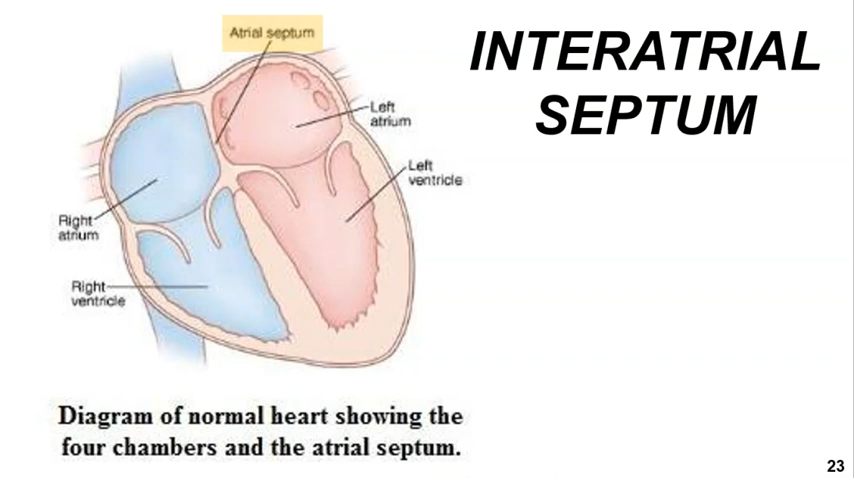 INTERATRIAL
SEPTUM
Atrial septum
Left
atrium
Left
ventricle
Right
atrium
Right
ventricle
Diagram of normal heart showing the
four chambers and the atrial septum.
23